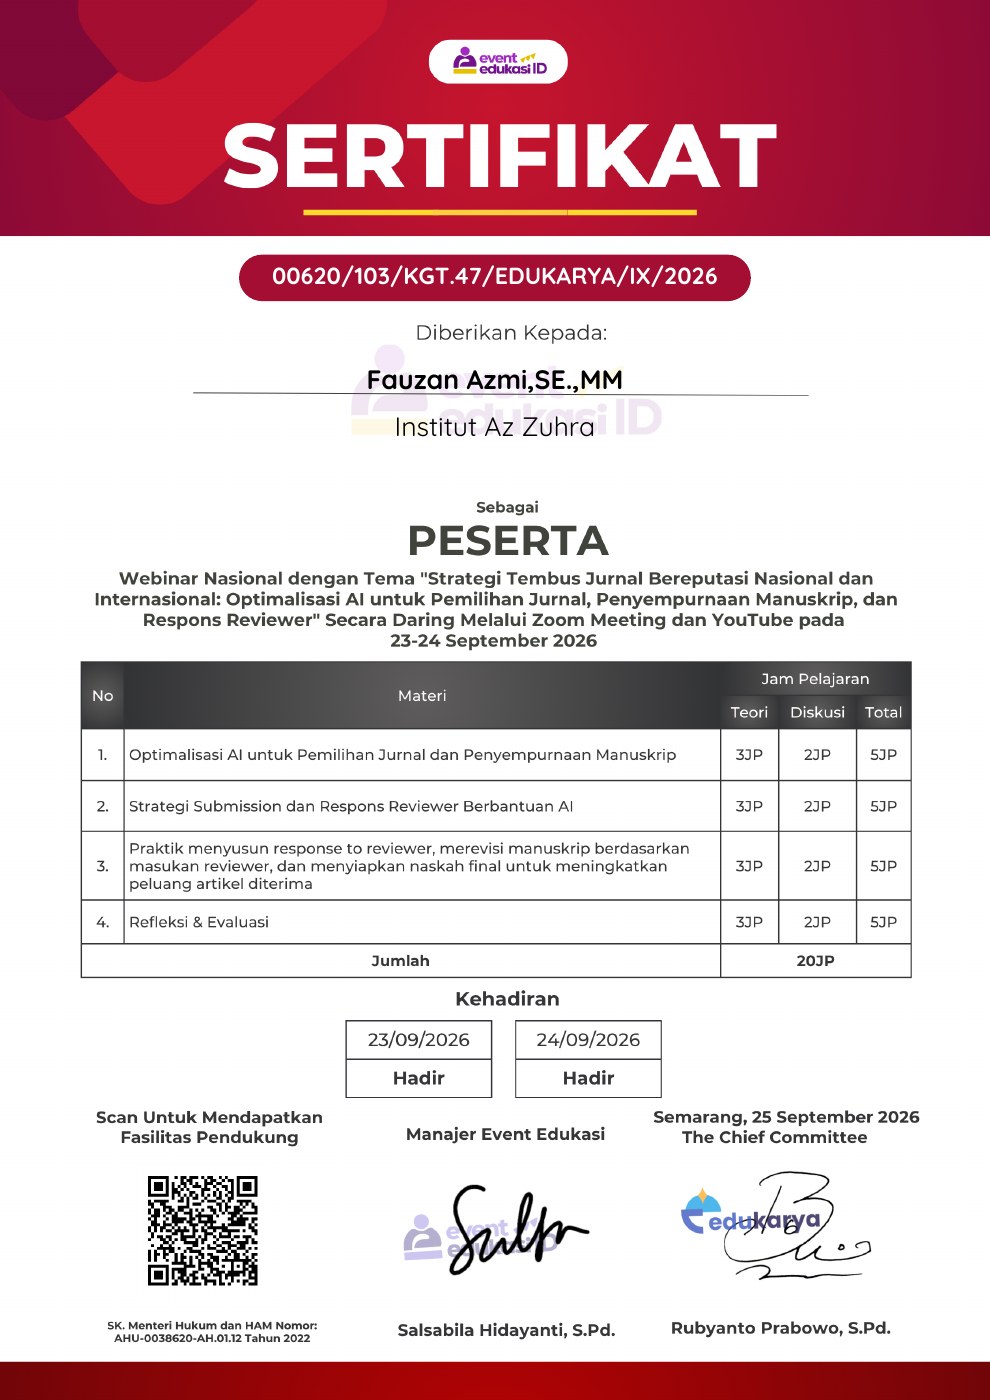 event
edukasi ID
SERTIFIKAT
00620/103/KGT.47/EDUKARYA/IX/2026
Diberikan Kepada:
Fauzan Azmi,SE.,MM
event
edukasi ID
Institut Az Zuhra
Sebagai
PESERTA
Webinar Nasional dengan Tema "Strategi Tembus Jurnal Bereputasi Nasional dan
Internasional: Optimalisasi AI untuk Pemilihan Jurnal, Penyempurnaan Manuskrip, dan
Respons Reviewer" Secara Daring Melalui Zoom Meeting dan YouTube pada
23-24 September 2026
No Materi Jam Pelajaran
Teori Diskusi Total
1. Optimalisasi AI untuk Pemilihan Jurnal dan Penyempurnaan Manuskrip 3JP 2JP 5JP
2. Strategi Submission dan Respons Reviewer Berbantuan AI 3JP 2JP 5JP
3. Praktik menyusun response to reviewer, merevisi manuskrip berdasarkan
masukan reviewer, dan menyiapkan naskah final untuk meningkatkan
peluang artikel diterima 3JP 2JP 5JP
4. Refleksi & Evaluasi 3JP 2JP 5JP
Jumlah 20JP
Kehadiran
23/09/2026 24/09/2026
Hadir Hadir
Scan Untuk Mendapatkan
Fasilitas Pendukung
Manajer Event Edukasi
Semarang, 25 September 2026
The Chief Committee
event
edukasi ID
edukarya
SK. Menteri Hukum dan HAM Nomor:
AHU-0038620-AH.01.12 Tahun 2022
Salsabila Hidayanti, S.Pd.
Rubyanto Prabowo, S.Pd.